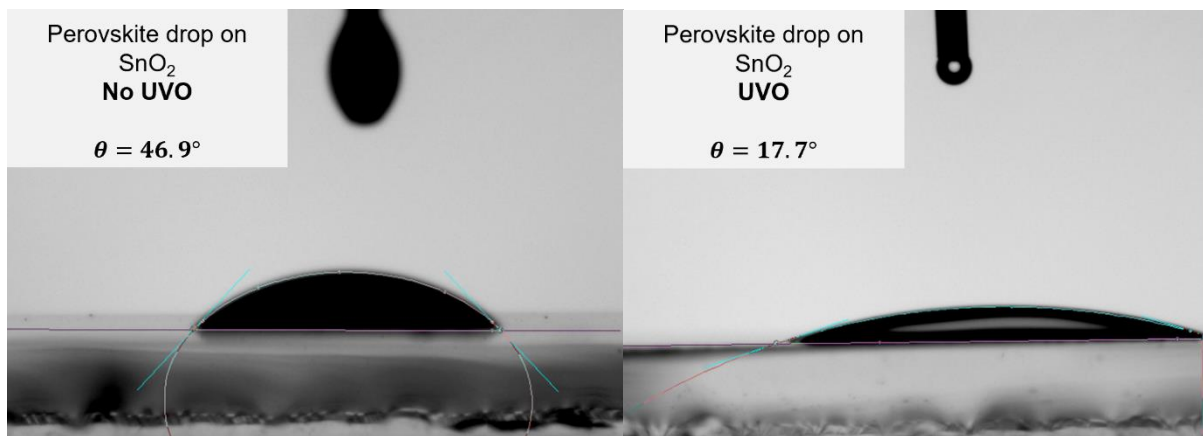 Perovskite drop on
SnO₂
No UVO
θ = 46.9°
Perovskite drop on
SnO₂
UVO
θ = 17.7°